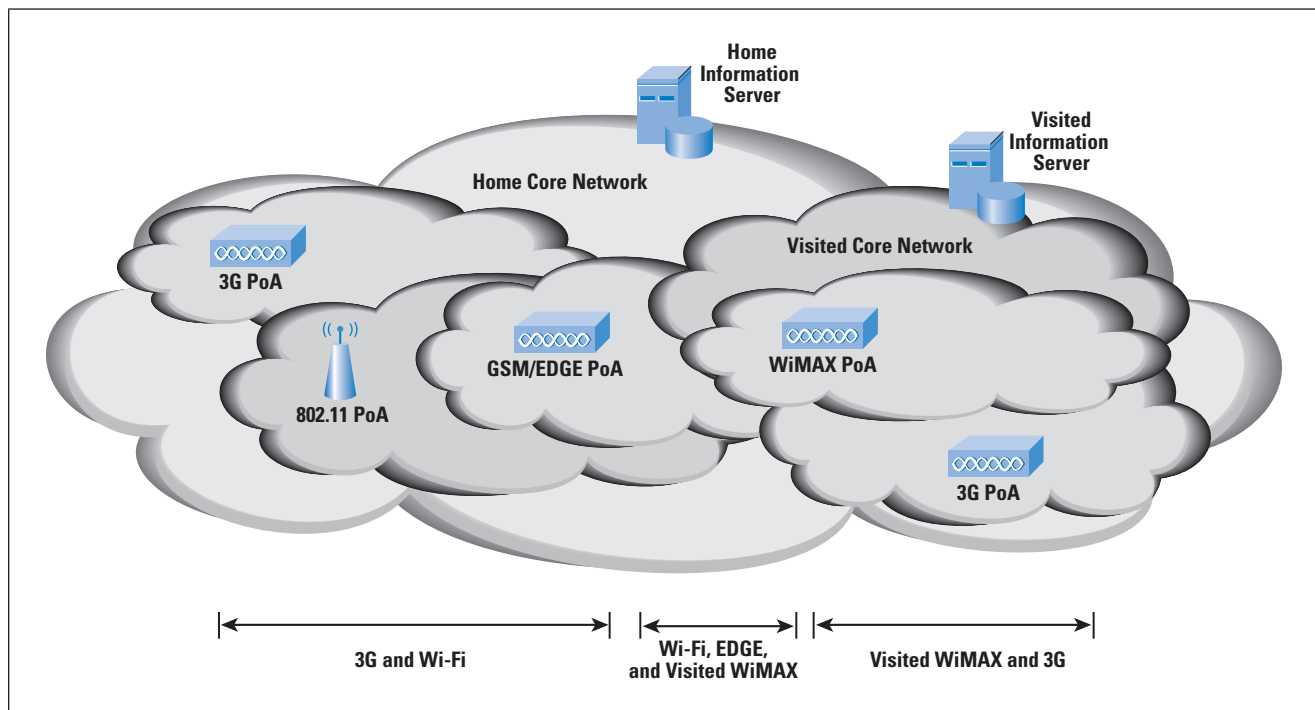 Home
Information
Server
Visited
Information
Server
Home Core Network
Visited Core Network
3G PoA
802.11 PoA
GSM/EDGE PoA
WiMAX PoA
3G PoA
3G and Wi-Fi
Wi-Fi, EDGE,
and Visited WiMAX
Visited WiMAX and 3G